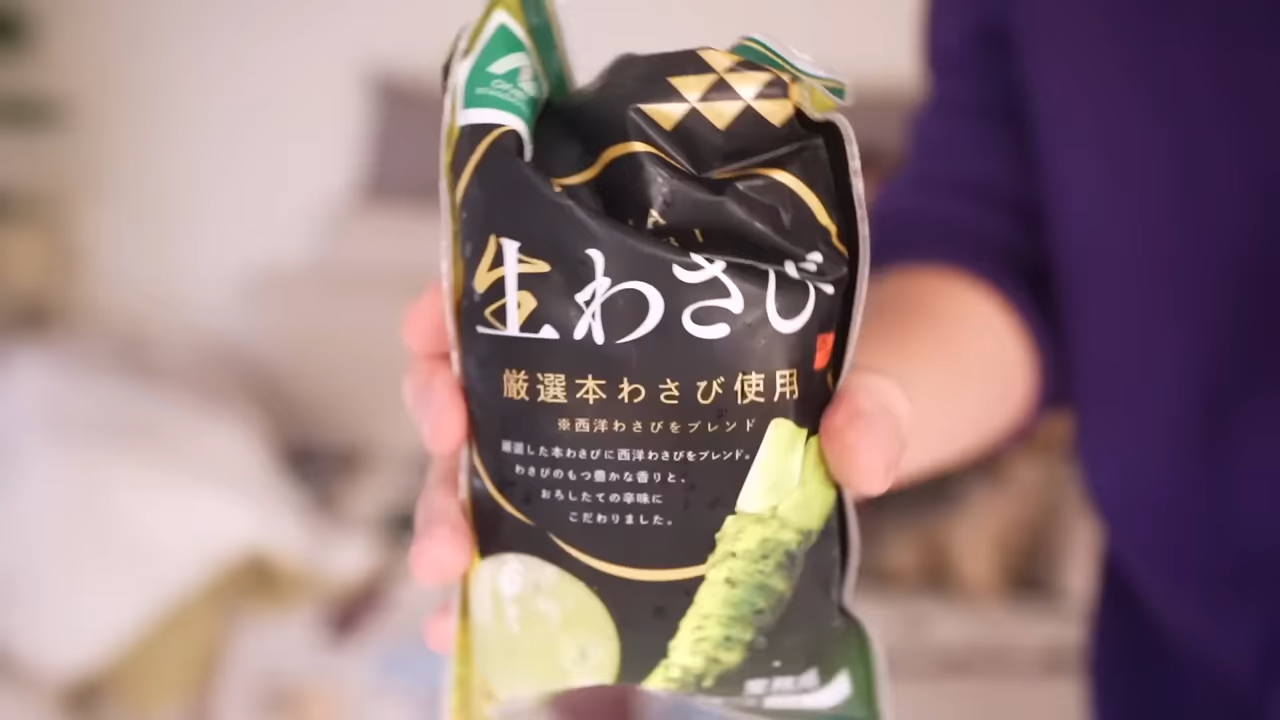 生わさび
厳選本わさび使用
※西洋わさびをブレンド
厳選した本わさびに西洋わさびをブレンド。
わさびのもつ豊かな香りと、
おろしたての辛味に
こだわりました。